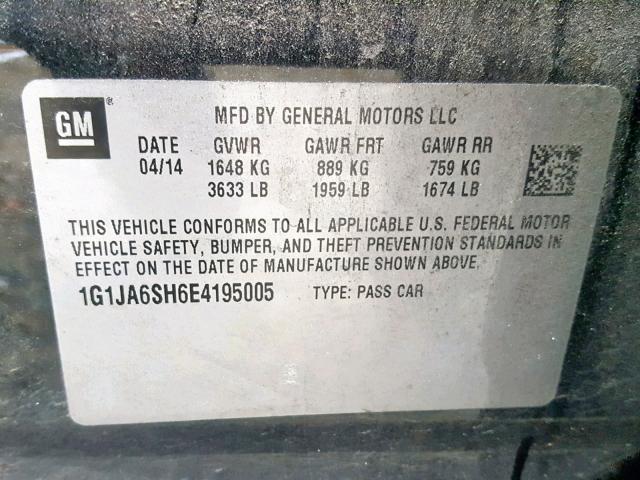 GM ®
MFD BY GENERAL MOTORS LLC
DATE GVWR GAWR FRT GAWR RR
04/14 1648 KG 889 KG 759 KG
3633 LB 1959 LB 1674 LB
THIS VEHICLE CONFORMS TO ALL APPLICABLE U.S. FEDERAL MOTOR
VEHICLE SAFETY, BUMPER, AND THEFT PREVENTION STANDARDS IN
EFFECT ON THE DATE OF MANUFACTURE SHOWN ABOVE.
1G1JA6SH6E4195005 TYPE: PASS CAR